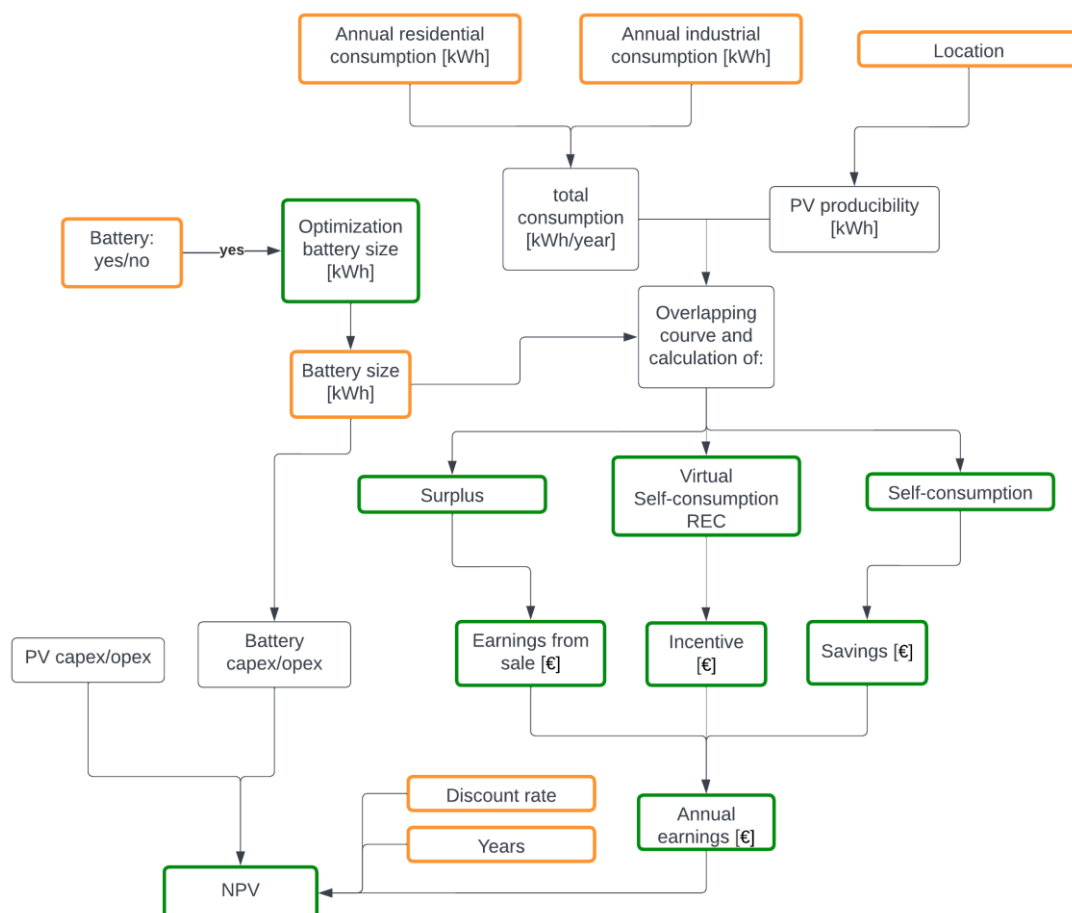 Annual residential
consumption [kWh]
Annual industrial
consumption [kWh]
Location
total
consumption
[kWh/year]
PV producibility
[kWh]
Battery:
yes/no
yes
Optimization
battery size
[kWh]
Overlapping
courve and
calculation of:
Battery size
[kWh]
Surplus
Virtual
Self-consumption
REC
Self-consumption
PV capex/opex
Battery
capex/opex
Earnings from
sale [€]
Incentive
[€]
Savings [€]
Discount rate
Years
Annual
earnings [€]
NPV